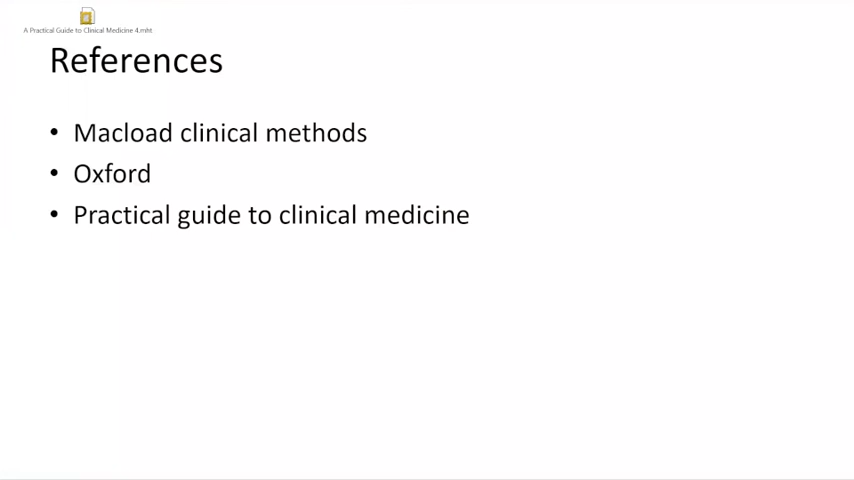 A Practical Guide to Clinical Medicine 4.mht
References
• Macload clinical methods
• Oxford
• Practical guide to clinical medicine